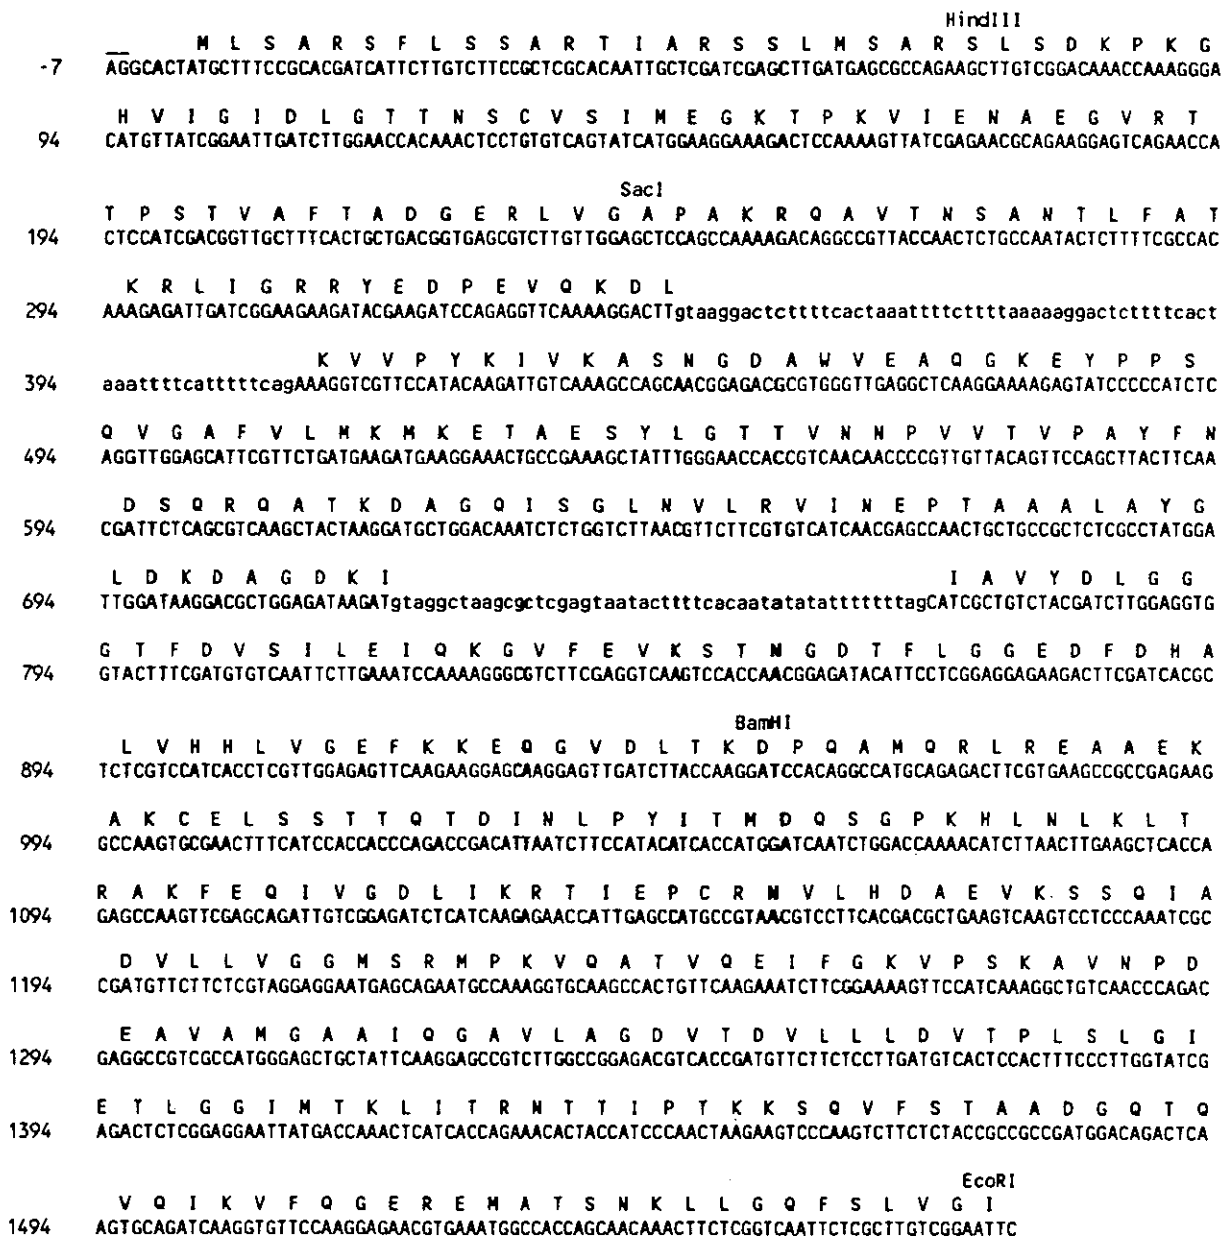 HindIII
M L S A R S F L S S A R T I A R S S L M S A R S L S D K P K G
-7 AGGCACTATGCTTTCCGCACGATCATTCTTGTCTTCCGCTCGCACAATTGCTCGATCGAGCTTGATGAGCGCCAGAAGCTTGTCGGACAAACCAAAGGGA
H V I G I D L G T T N S C V S I M E G K T P K V I E N A E G V R T
94 CATGTTATCGGAATTGATCTTGGAACCACAAACTCCTGTGTCAGTATCATGGAAGGAAAGACTCCAAAAGTTATCGAGAACGCAGAAGGAGTCAGAACCA
SacI
T P S T V A F T A D G E R L V G A P A K R Q A V T N S A N T L F A T
194 CTCCATCGACGGTTGCTTTCACTGCTGACGGTGAGCGTCTTGTTGGAGCTCCAGCCAAAAGACAGGCCGTTACCAACTCTGCCAATACTCTTTTCGCCAC
K R L I G R R Y E D P E V Q K D L
294 AAAGAGATTGATCGGAAGAAGATACGAAGATCCAGAGGTTCAAAAGGACTTgtaaggactcttttcactaaattttcttttaaaaaggactcttttcact
K V V P Y K I V K A S N G D A W V E A Q G K E Y P P S
394 aaattttcatttttcagAAAGGTCGTTCCATACAAGATTGTCAAAGCCAGCAACGGAGACGCGTGGGTTGAGGCTCAAGGAAAAGAGTATCCCCCATCTC
Q V G A F V L M K M K E T A E S Y L G T T V N N P V V T V P A Y F N
494 AGGTTGGAGCATTCGTTCTGATGAAGATGAAGGAAACTGCCGAAAGCTATTTGGGAACCACCGTCAACAACCCCGTTGTTACAGTTCCAGCTTACTTCAA
D S Q R Q A T K D A G Q I S G L N V L R V I N E P T A A A L A Y G
594 CGATTCTCAGCGTCAAGCTACTAAGGATGCTGGACAAATCTCTGGTCTTAACGTTCTTCGTGTCATCAACGAGCCAACTGCTGCCGCTCTCGCCTATGGA
L D K D A G D K I I A V Y D L G G
694 TTGGATAAGGACGCTGGAGATAAGATgtaggctaagcgctcgagtaatacttttcacaatatatatttttttagCATCGCTGTCTACGATCTTGGAGGTG
G T F D V S I L E I Q K G V F E V K S T N G D T F L G G E D F D H A
794 GTACTTTCGATGTGTCAATTCTTGAAATCCAAAAGGGCGTCTTCGAGGTCAAGTCCACCAACGGAGATACATTCCTCGGAGGAGAAGACTTCGATCACGC
BamHI
L V H H L V G E F K K E Q G V D L T K D P Q A M Q R L R E A A E K
894 TCTCGTCCATCACCTCGTTGGAGAGTTCAAGAAGGAGCAAGGAGTTGATCTTACCAAGGATCCACAGGCCATGCAGAGACTTCGTGAAGCCGCCGAGAAG
A K C E L S S T T Q T D I N L P Y I T M D Q S G P K H L N L K L T
994 GCCAAGTGCGAACTTTCATCCACCACCCAGACCGACATTAATCTTCCATACATCACCATGGATCAATCTGGACCAAAACATCTTAACTTGAAGCTCACCA
R A K F E Q I V G D L I K R T I E P C R N V L H D A E V K S S Q I A
1094 GAGCCAAGTTCGAGCAGATTGTCGGAGATCTCATCAAGAGAACCATTGAGCCATGCCGTAACGTCCTTCACGACGCTGAAGTCAAGTCCTCCCAAATCGC
D V L L V G G M S R M P K V Q A T V Q E I F G K V P S K A V N P D
1194 CGATGTTCTTCTCGTAGGAGGAATGAGCAGAATGCCAAAGGTGCAAGCCACTGTTCAAGAAATCTTCGGAAAAGTTCCATCAAAGGCTGTCAACCCAGAC
E A V A M G A A I Q G A V L A G D V T D V L L L D V T P L S L G I
1294 GAGGCCGTCGCCATGGGAGCTGCTATTCAAGGAGCCGTCTTGGCCGGAGACGTCACCGATGTTCTTCTCCTTGATGTCACTCCACTTTCCCTTGGTATCG
E T L G G I M T K L I T R N T T I P T K K S Q V F S T A A D G Q T Q
1394 AGACTCTCGGAGGAATTATGACCAAACTCATCACCAGAAACACTACCATCCCAACTAAGAAGTCCCAAGTCTTCTCTACCGCCGCCGATGGACAGACTCA
EcoRI
V Q I K V F Q G E R E M A T S N K L L G Q F S L V G I
1494 AGTGCAGATCAAGGTGTTCCAAGGAGAACGTGAAATGGCCACCAGCAACAAACTTCTCGGTCAATTCTCGCTTGTCGGAATTC